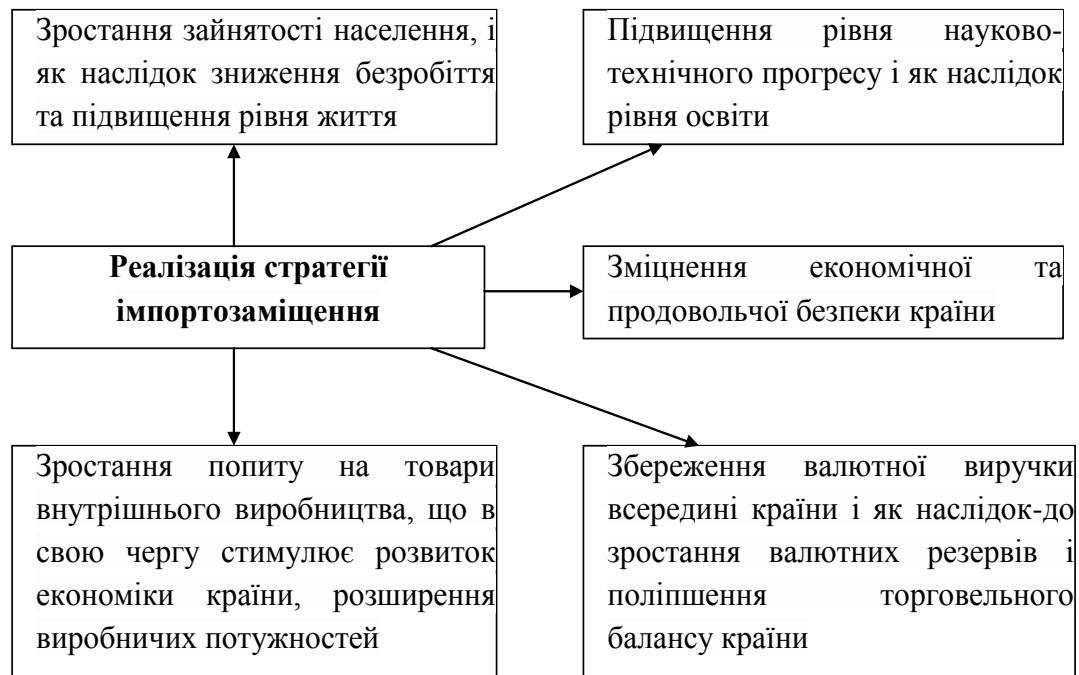 Зростання зайнятості населення, і
як наслідок зниження безробіття
та підвищення рівня життя
Підвищення рівня науково-
технічного прогресу і як наслідок
рівня освіти
Реалізація стратегії
імпортозаміщення
Зміцнення економічної та
продовольчої безпеки країни
Зростання попиту на товари
внутрішнього виробництва, що в
свою чергу стимулює розвиток
економіки країни, розширення
виробничих потужностей
Збереження валютної виручки
всередині країни і як наслідок-до
зростання валютних резервів і
поліпшення торговельного
балансу країни